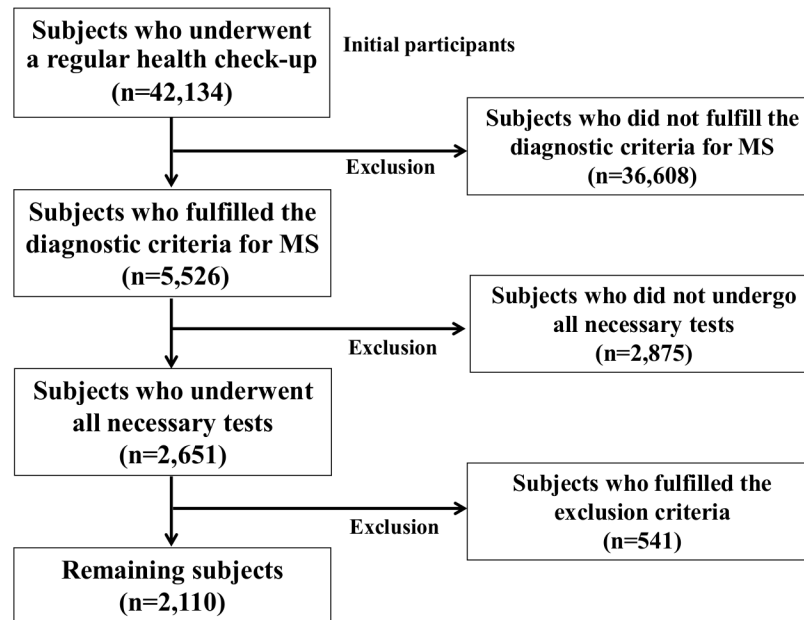 Subjects who underwent
a regular health check-up
(n=42,134)
Initial participants
Subjects who did not fulfill the
diagnostic criteria for MS
(n=36,608)
Exclusion
Subjects who fulfilled the
diagnostic criteria for MS
(n=5,526)
Subjects who did not undergo
all necessary tests
(n=2,875)
Exclusion
Subjects who underwent
all necessary tests
(n=2,651)
Subjects who fulfilled the
exclusion criteria
(n=541)
Exclusion
Remaining subjects
(n=2,110)